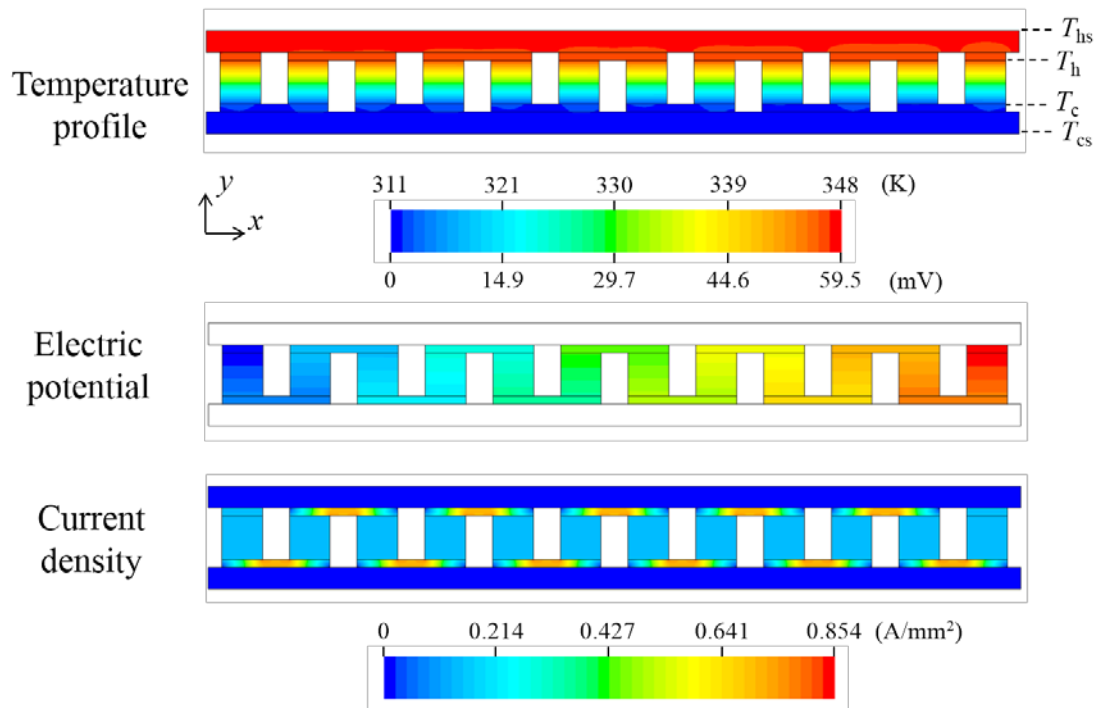 Temperature
profile
T_hs
T_h
T_c
T_cs
y
x
311 321 330 339 348 (K)
0 14.9 29.7 44.6 59.5 (mV)
Electric
potential
Current
density
0 0.214 0.427 0.641 0.854 (A/mm²)